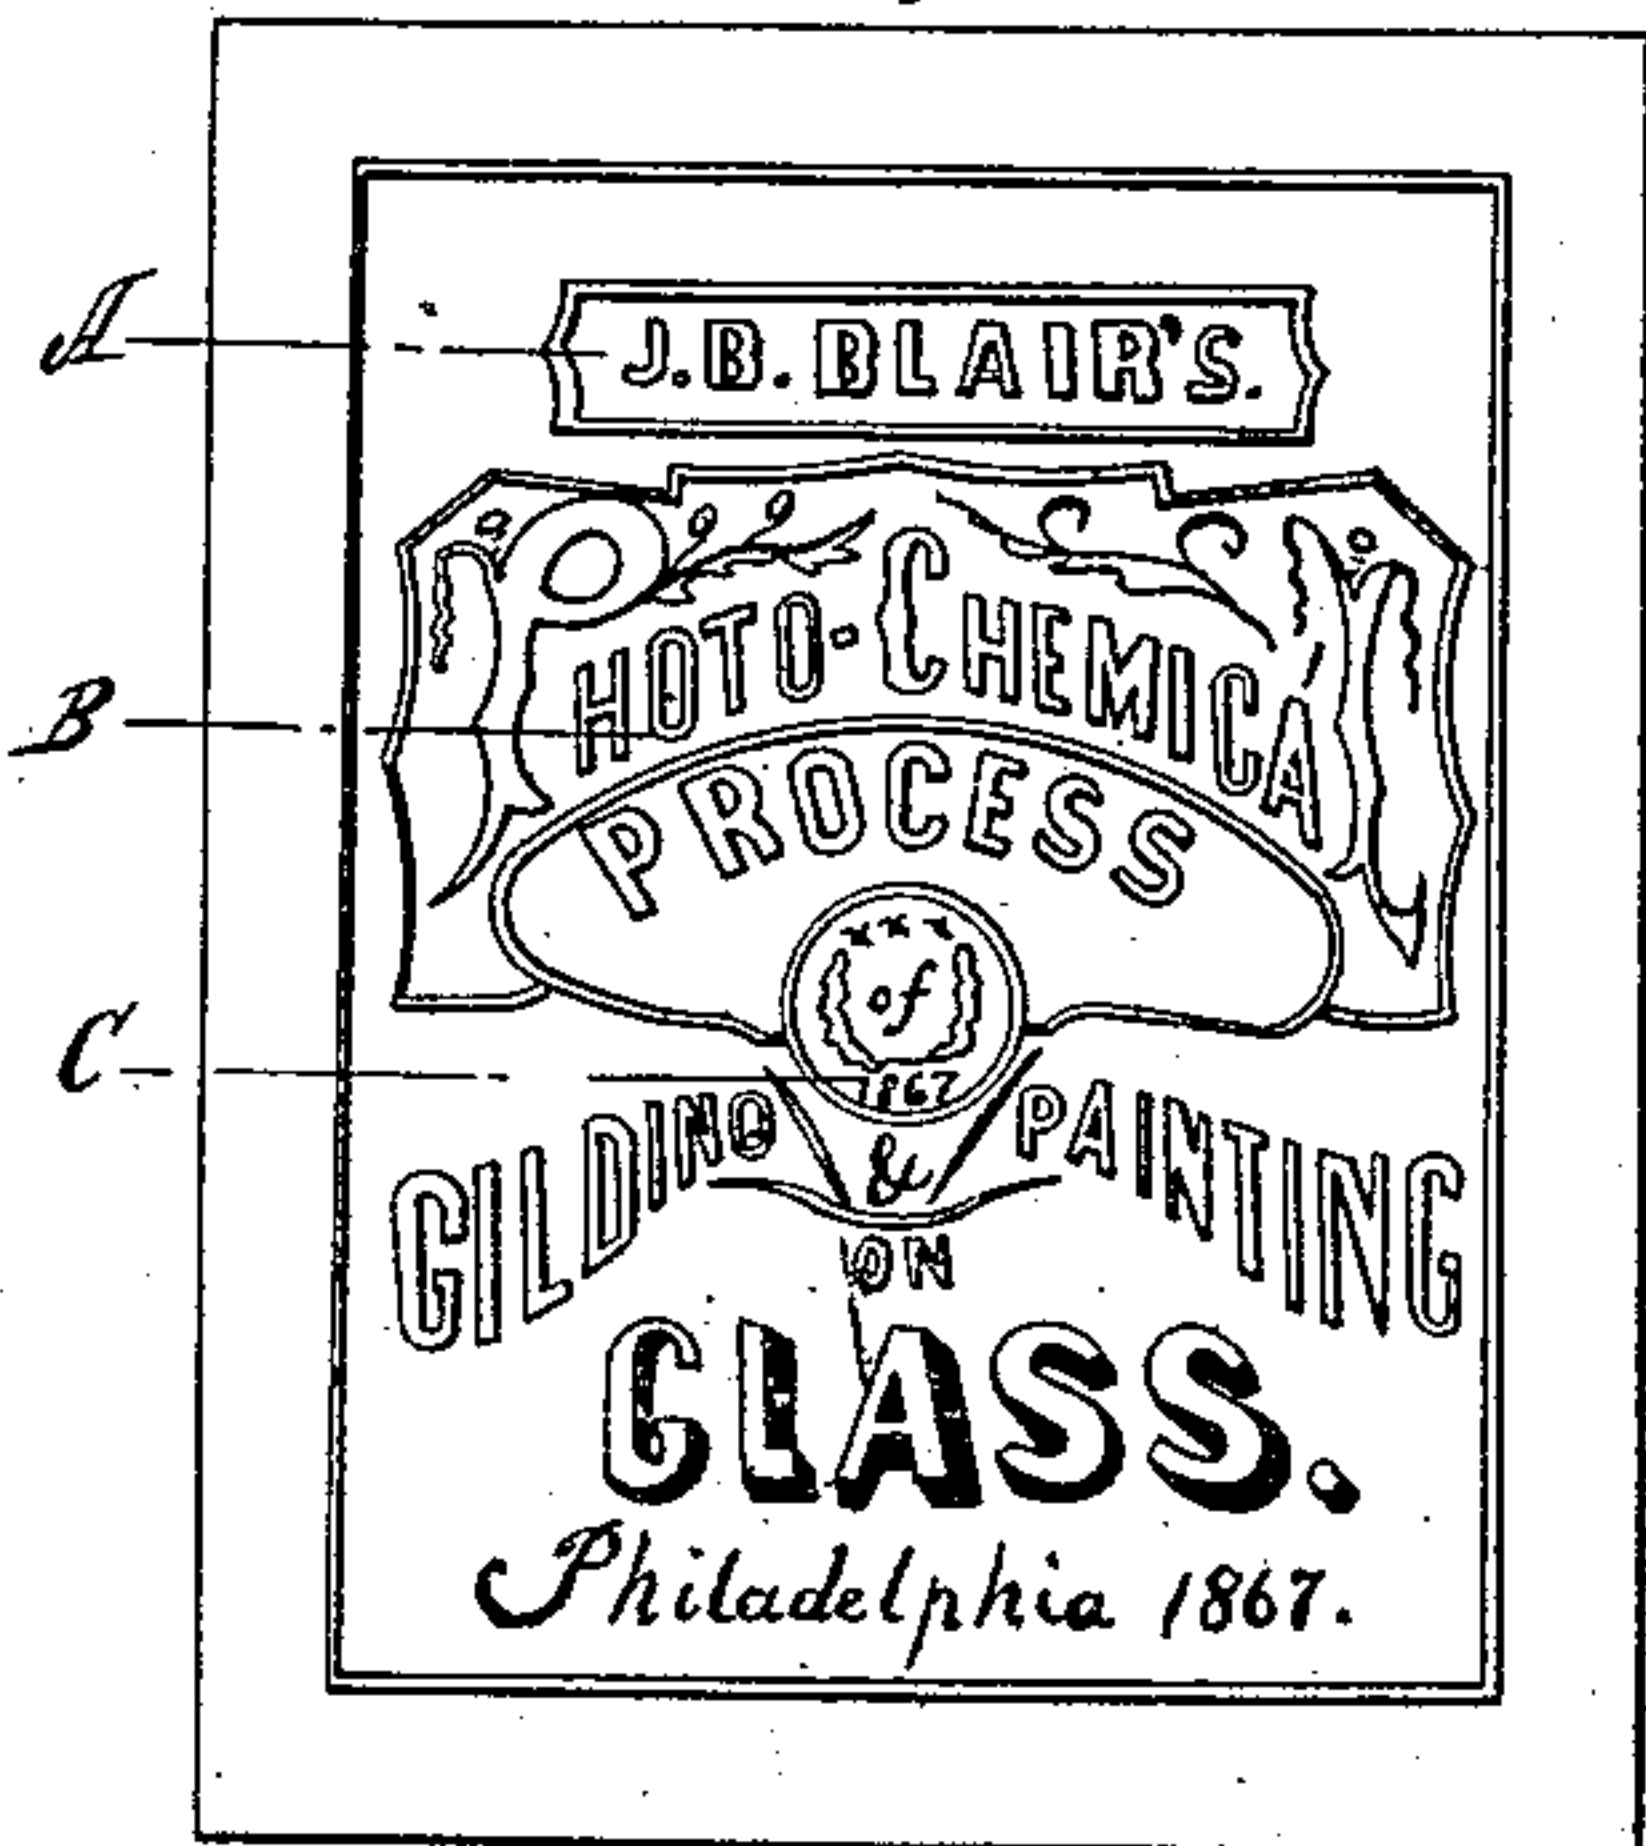 A
J.B. BLAIR'S.
PHOTO-CHEMICAL
B
PROCESS
of
C
1867
GILDING & PAINTING
ON
GLASS.
Philadelphia 1867.